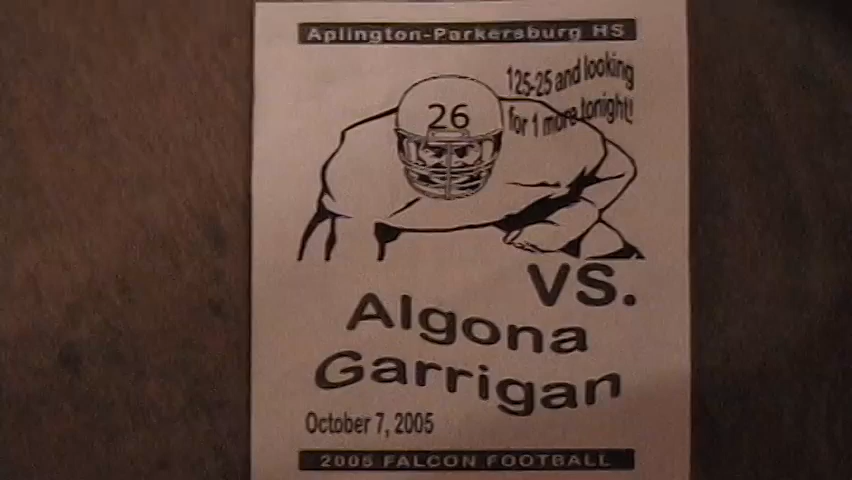 Aplington-Parkersburg HS
125-25 and looking
for 1 more tonight!
26
VS.
Algona
Garrigan
October 7, 2005
2005 FALCON FOOTBALL